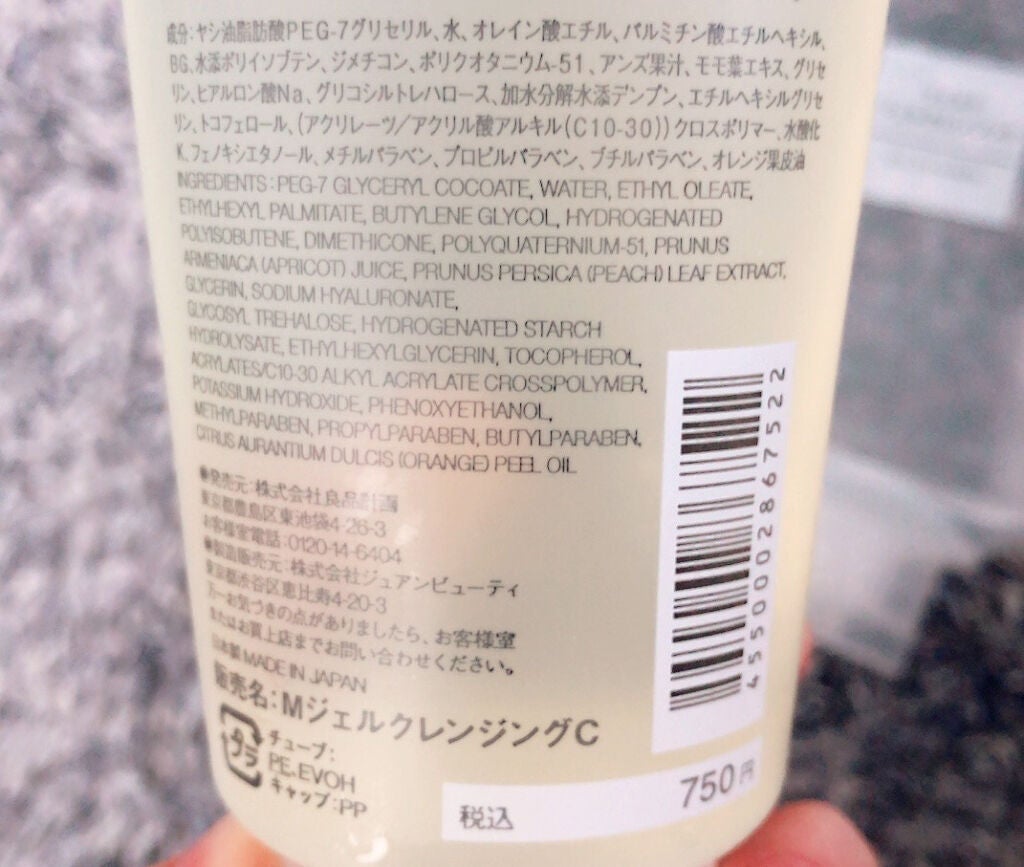 成分:ヤシ油脂肪酸PEG-7グリセリル、水、オレイン酸エチル、パルミチン酸エチルヘキシル、
BG、水添ポリイソブテン、ジメチコン、ポリクオタニウム-51、アンズ果汁、モモ葉エキス、グリセ
リン、ヒアルロン酸Na、グリコシルトレハロース、加水分解水添デンプン、エチルヘキシルグリセ
リン、トコフェロール、(アクリレーツ/アクリル酸アルキル(C10-30))クロスポリマー、水酸化
K、フェノキシエタノール、メチルパラベン、プロピルパラベン、ブチルパラベン、オレンジ果皮油
INGREDIENTS:PEG-7 GLYCERYL COCOATE, WATER, ETHYL OLEATE,
ETHYLHEXYL PALMITATE, BUTYLENE GLYCOL, HYDROGENATED
POLYISOBUTENE, DIMETHICONE, POLYQUATERNIUM-51, PRUNUS
ARMENIACA (APRICOT) JUICE, PRUNUS PERSICA (PEACH) LEAF EXTRACT,
GLYCERIN, SODIUM HYALURONATE,
GLYCOSYL TREHALOSE, HYDROGENATED STARCH
HYDROLYSATE, ETHYLHEXYLGLYCERIN, TOCOPHEROL,
ACRYLATES/C10-30 ALKYL ACRYLATE CROSSPOLYMER,
POTASSIUM HYDROXIDE, PHENOXYETHANOL,
METHYLPARABEN, PROPYLPARABEN, BUTYLPARABEN,
CITRUS AURANTIUM DULCIS (ORANGE) PEEL OIL
●発売元:株式会社良品計画
東京都豊島区東池袋4-26-3
お客様室電話:0120-14-6404
●製造販売元:株式会社ジュアンビューティ
東京都渋谷区恵比寿4-20-3
万一お気づきの点がありましたら、お客様室
またはお買上店までお問い合わせください。
日本製 MADE IN JAPAN
販売名:MジェルクレンジングC
プラ
チューブ:
PE、EVOH
キャップ:PP
4550002867522
税込 750円